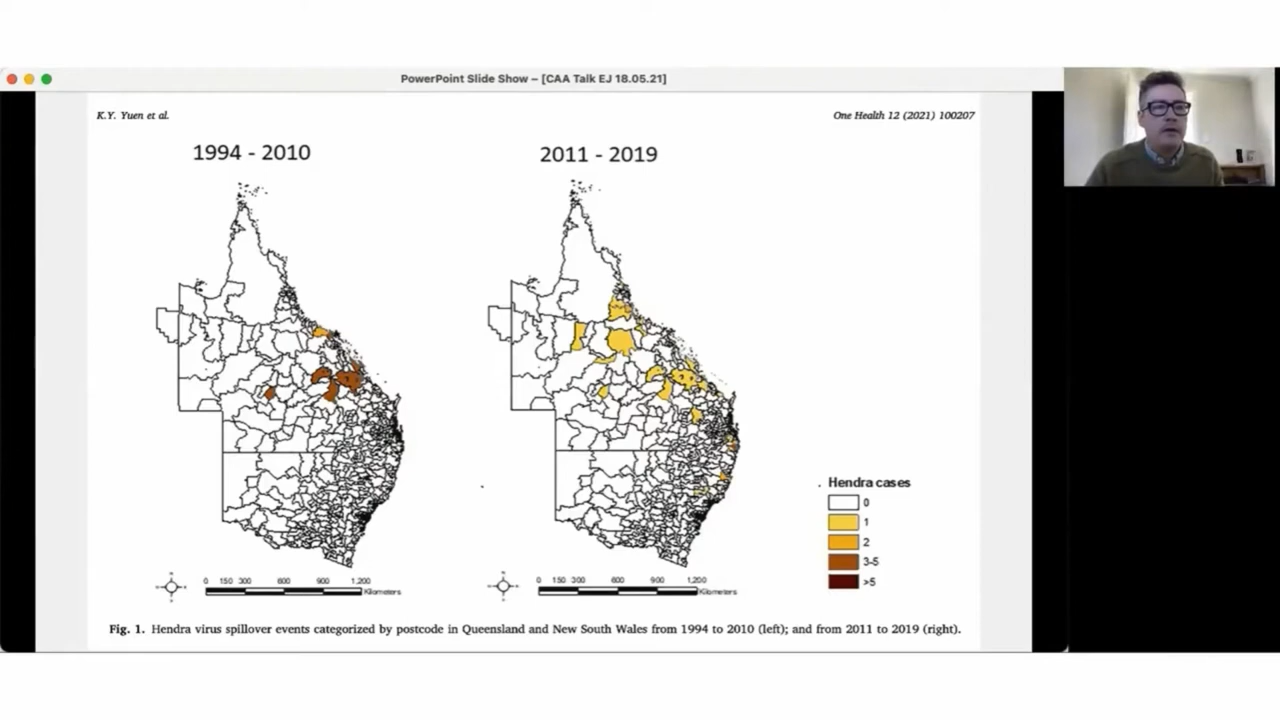 PowerPoint Slide Show – [CAA Talk EJ 18.05.21]
K.Y. Yuen et al.
One Health 12 (2021) 100207
1994 - 2010
2011 - 2019
Hendra cases
0
1
2
3-5
>5
0 150 300 600 900 1,200
Kilometers
0 150 300 600 900 1,200
Kilometers
Fig. 1. Hendra virus spillover events categorized by postcode in Queensland and New South Wales from 1994 to 2010 (left); and from 2011 to 2019 (right).